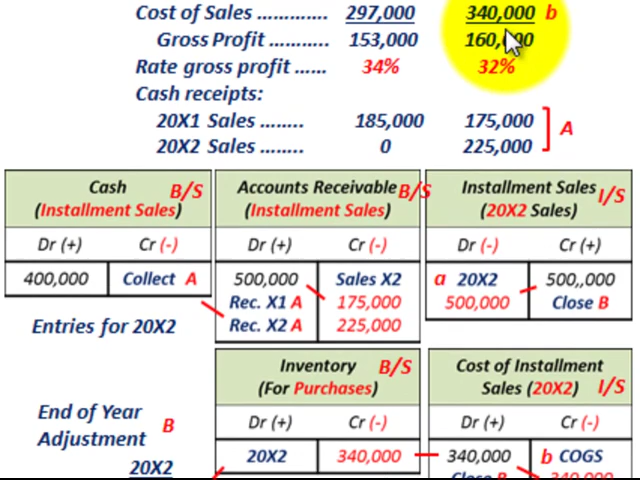 Cost of Sales ............. 297,000 340,000 b
Gross Profit ........... 153,000 160,000
Rate gross profit ...... 34% 32%
Cash receipts:
20X1 Sales ........ 185,000 175,000
20X2 Sales ........ 0 225,000
A
Cash B/S
(Installment Sales)
Dr (+) Cr (-)
400,000 Collect A
Accounts Receivable B/S
(Installment Sales)
Dr (+) Cr (-)
500,000 Sales X2
Rec. X1 A 175,000
Rec. X2 A 225,000
Installment Sales I/S
(20X2 Sales)
Dr (-) Cr (+)
a 20X2 500,,000
500,000 Close B
Entries for 20X2
Inventory B/S
(For Purchases)
Dr (+) Cr (-)
20X2 340,000
Cost of Installment
Sales (20X2) I/S
Dr (+) Cr (-)
340,000 b COGS
Close B 340,000
End of Year
Adjustment B
20X2